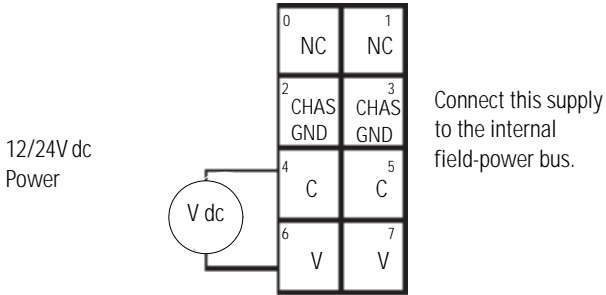 0
1
NC
NC
2
3
CHAS
GND
CHAS
GND
Connect this supply
to the internal
field-power bus.
12/24V dc
Power
4
5
C
C
V dc
6
7
V
V